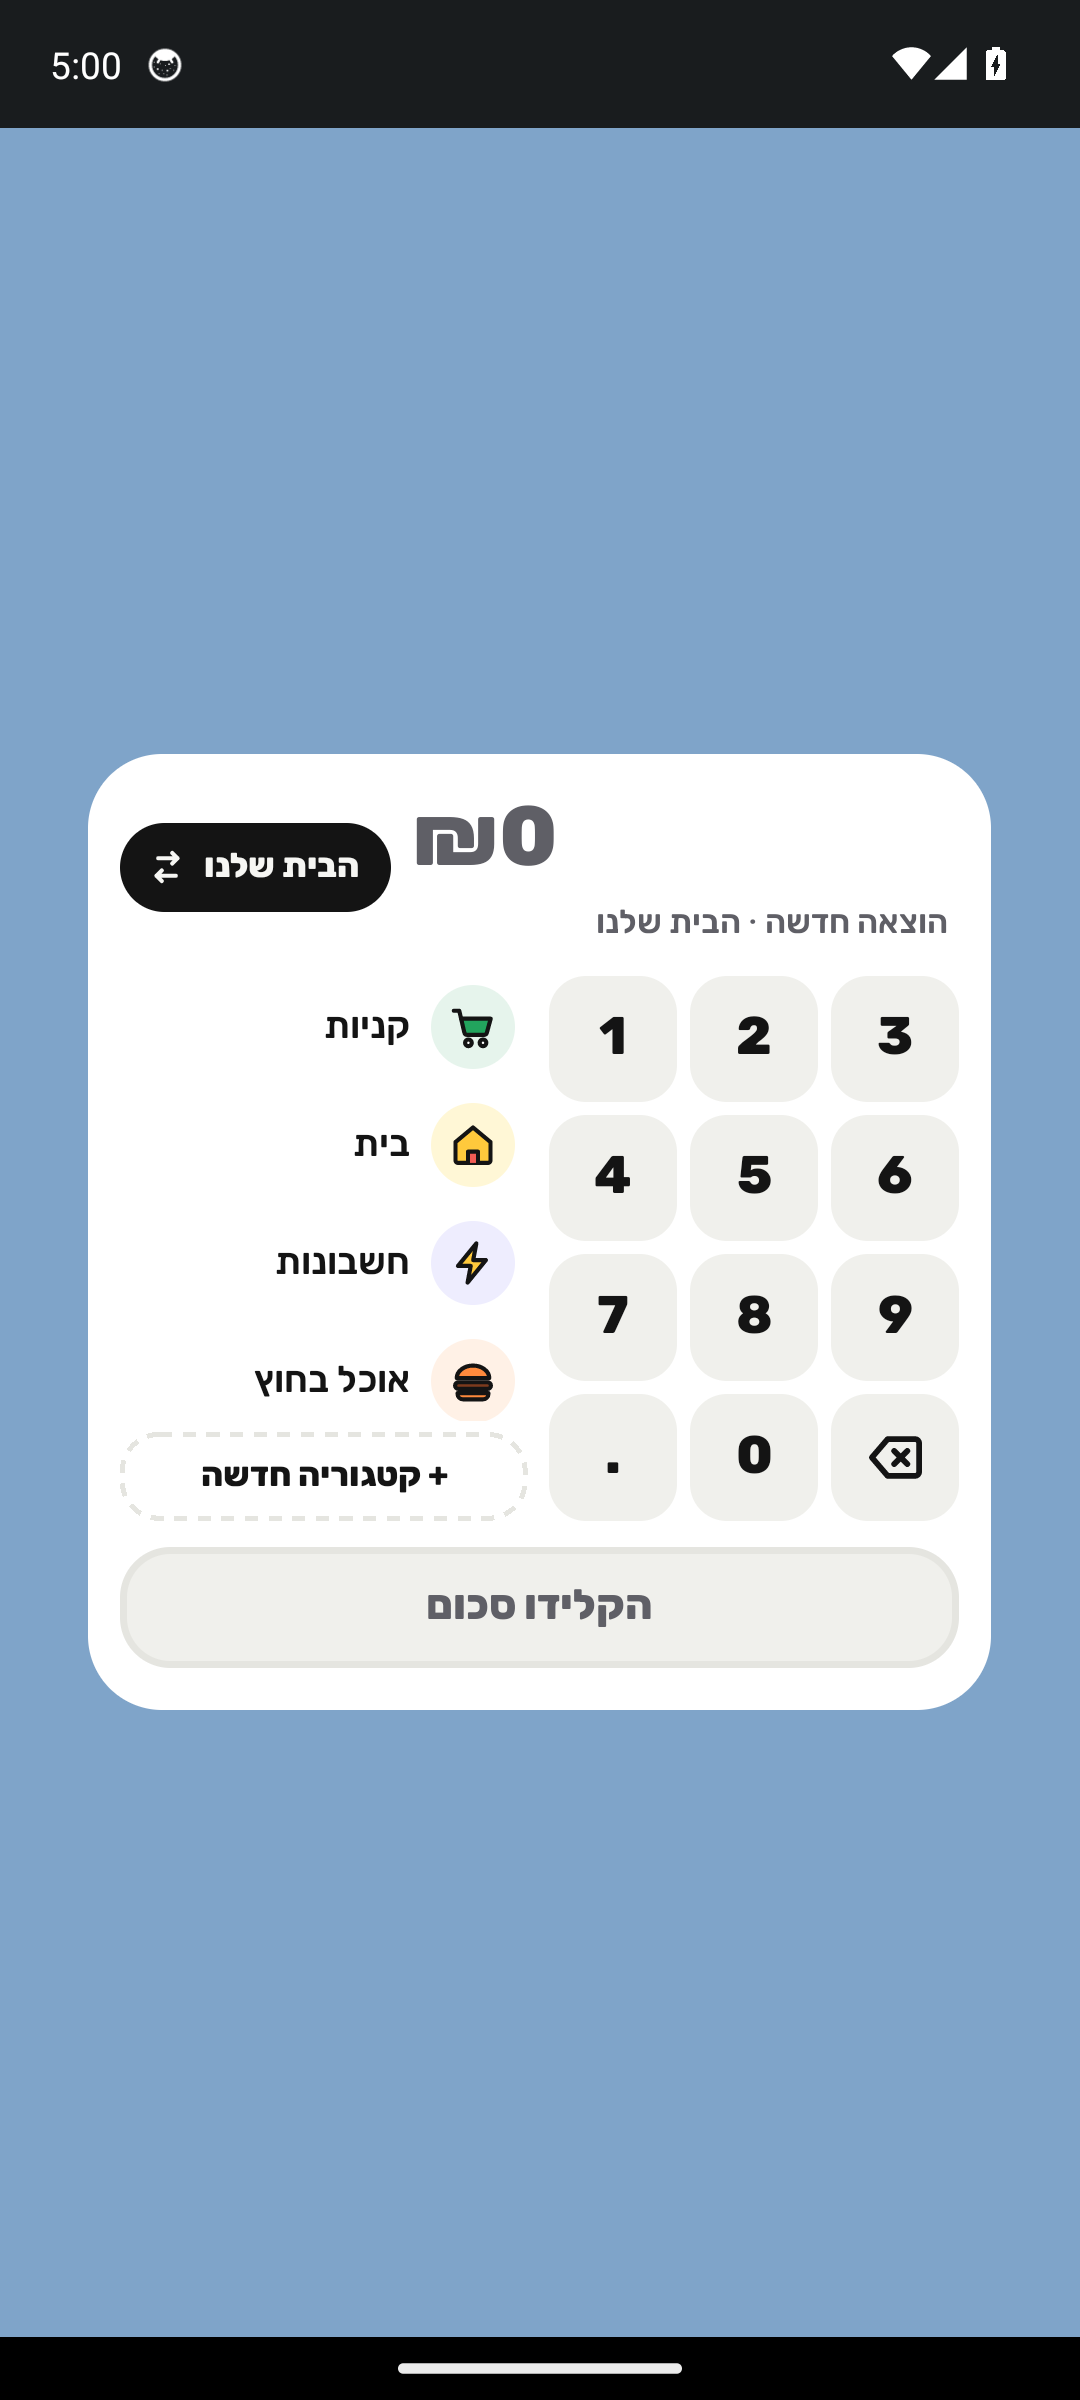 5:00
₪0
הבית שלנו
הוצאה חדשה · הבית שלנו
1 2 3
4 5 6
7 8 9
. 0
קניות
בית
חשבונות
אוכל בחוץ
+ קטגוריה חדשה
הקלידו סכום